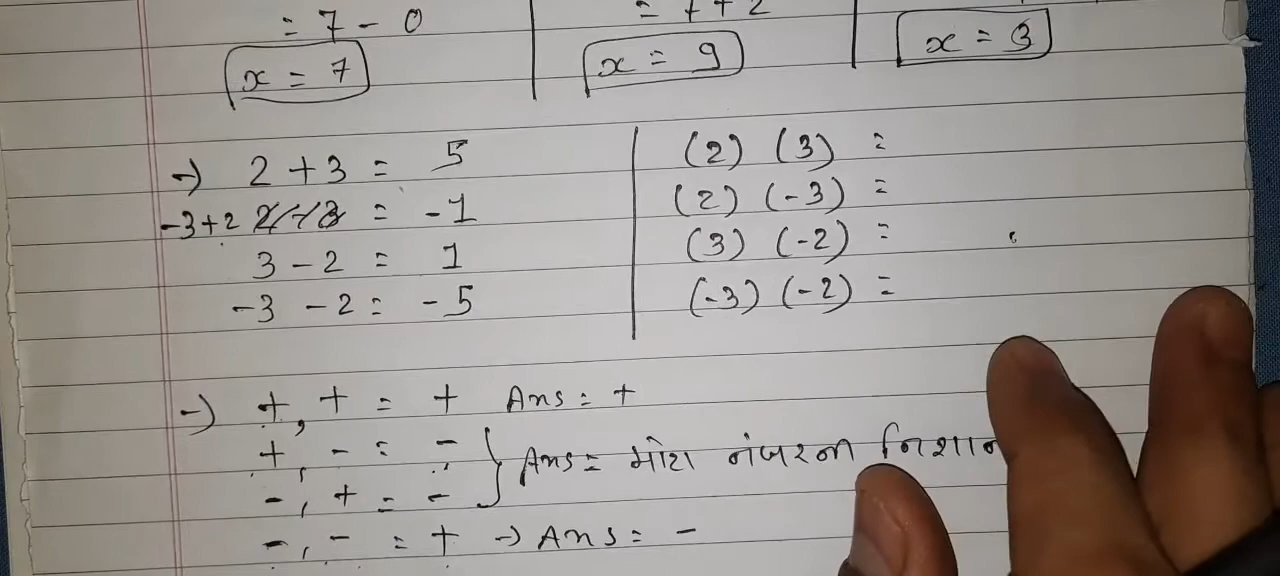 = 7 - 0
x = 7
= 7 + 2
x = 9
x = 3
→ 2 + 3 = 5
-3+2 = -1
3 - 2 = 1
-3 - 2 = -5
(2) (3) =
(2) (-3) =
(3) (-2) =
(-3) (-2) =
→ +, + = + Ans = +
+, - = -
-, + = - } Ans =
-, - = + → Ans = -